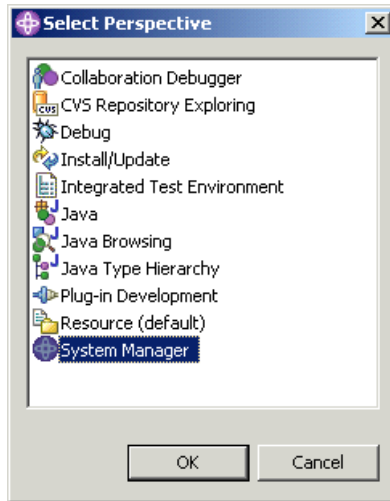 Select Perspective
Collaboration Debugger
CVS CVS Repository Exploring
Debug
Install/Update
Integrated Test Environment
Java
Java Browsing
Java Type Hierarchy
Plug-in Development
Resource (default)
System Manager
OK Cancel